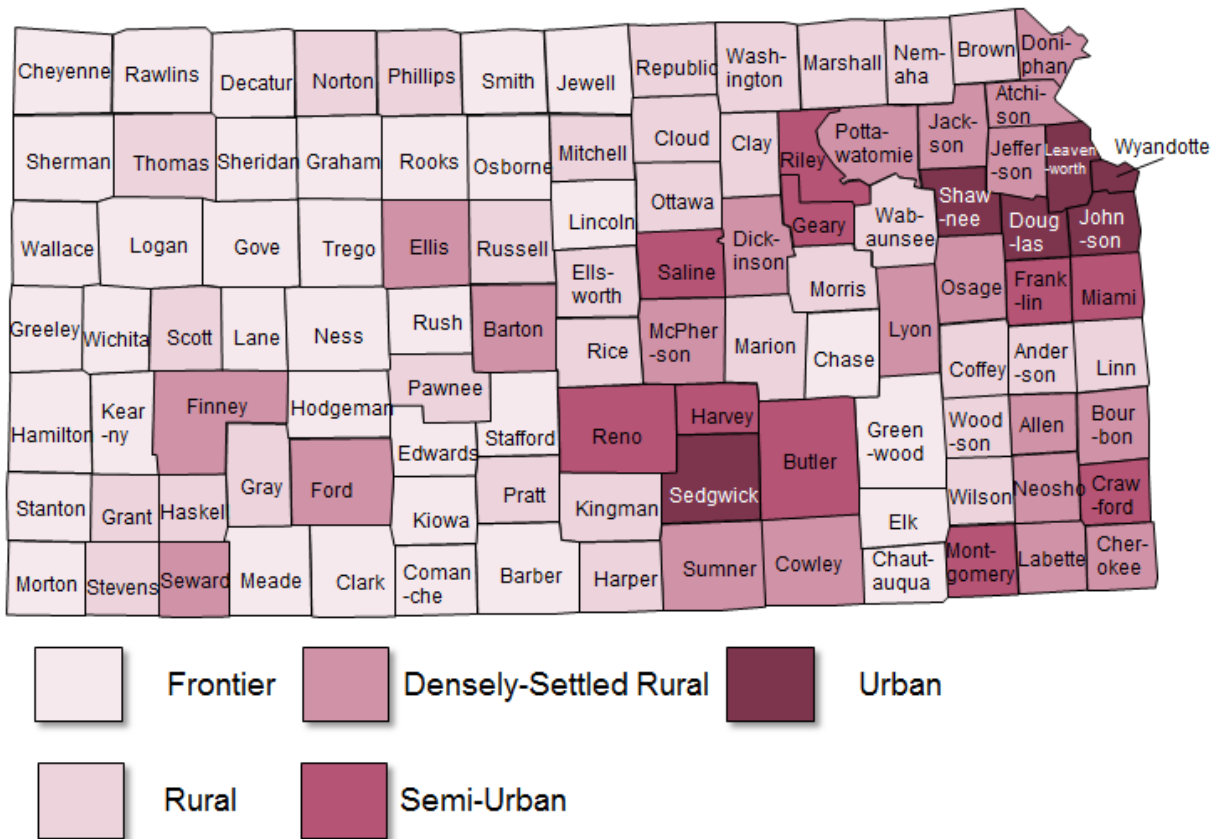 Cheyenne
Rawlins
Decatur
Norton
Phillips
Smith
Jewell
Republic
Wash-
ington
Marshall
Nem-
aha
Brown
Doni-
phan
Atchi-
son
Sherman
Thomas
Sheridan
Graham
Rooks
Osborne
Mitchell
Cloud
Clay
Riley
Potta-
watomie
Jack-
son
Jeffer
-son
Leaven
-worth
Wyandotte
Wallace
Logan
Gove
Trego
Ellis
Russell
Lincoln
Ottawa
Saline
Dick-
inson
Geary
Wab-
aunsee
Shaw
-nee
Doug
-las
John
-son
Greeley
Wichita
Scott
Lane
Ness
Rush
Barton
Ells-
worth
Rice
McPher
-son
Marion
Morris
Chase
Lyon
Osage
Frank
-lin
Miami
Coffey
Ander
-son
Linn
Hamilton
Kear
-ny
Finney
Hodgeman
Pawnee
Edwards
Stafford
Reno
Harvey
Sedgwick
Butler
Green
-wood
Wood
-son
Allen
Bour
-bon
Stanton
Grant
Haskel
Gray
Ford
Kiowa
Pratt
Kingman
Elk
Wilson
Neosho
Craw
-ford
Morton
Stevens
Seward
Meade
Clark
Coman
-che
Barber
Harper
Sumner
Cowley
Chaut-
auqua
Mont-
gomery
Labette
Cher-
okee
Frontier
Densely-Settled Rural
Urban
Rural
Semi-Urban